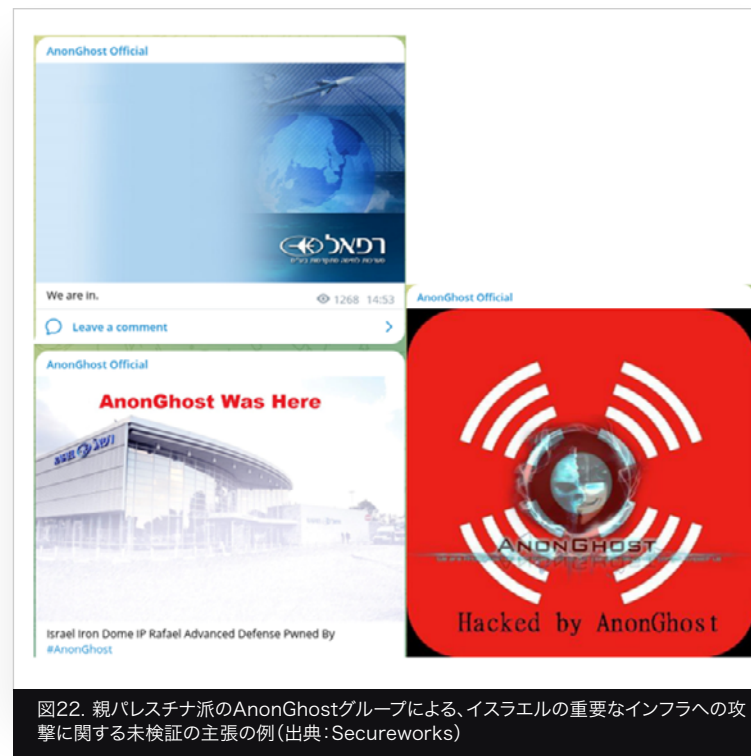 AnonGhost Official
רפאל
We are in.
1268 14:53
Leave a comment
AnonGhost Official
AnonGhost Was Here
Israel Iron Dome IP Rafael Advanced Defense Pwned By
#AnonGhost
AnonGhost Official
ANONGHOST
Hacked by AnonGhost
図22. 親パレスチナ派のAnonGhostグループによる、イスラエルの重要なインフラへの攻
撃に関する未検証の主張の例(出典:Secureworks)